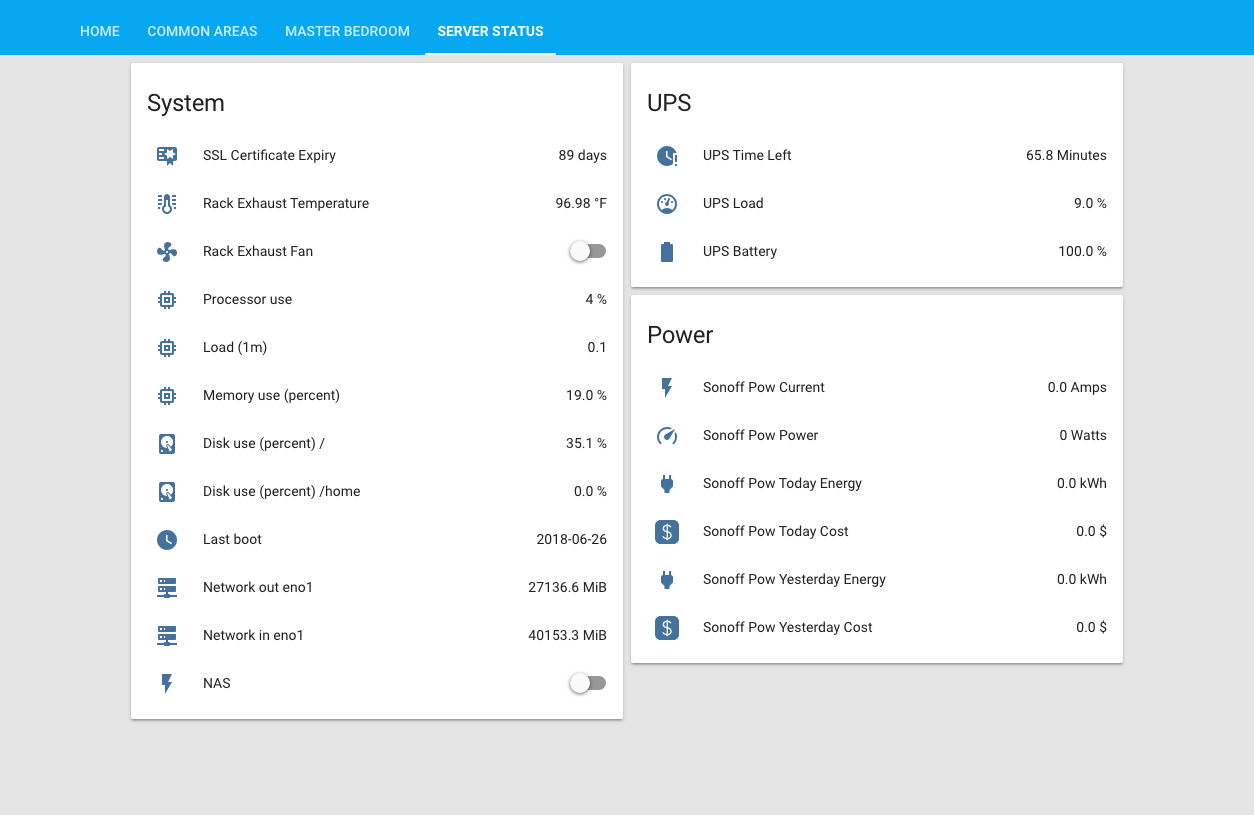 HOME COMMON AREAS MASTER BEDROOM SERVER STATUS
System
SSL Certificate Expiry 89 days
Rack Exhaust Temperature 96.98 °F
Rack Exhaust Fan
Processor use 4 %
Load (1m) 0.1
Memory use (percent) 19.0 %
Disk use (percent) / 35.1 %
Disk use (percent) /home 0.0 %
Last boot 2018-06-26
Network out eno1 27136.6 MiB
Network in eno1 40153.3 MiB
NAS
UPS
UPS Time Left 65.8 Minutes
UPS Load 9.0 %
UPS Battery 100.0 %
Power
Sonoff Pow Current 0.0 Amps
Sonoff Pow Power 0 Watts
Sonoff Pow Today Energy 0.0 kWh
$ Sonoff Pow Today Cost 0.0 $
Sonoff Pow Yesterday Energy 0.0 kWh
$ Sonoff Pow Yesterday Cost 0.0 $